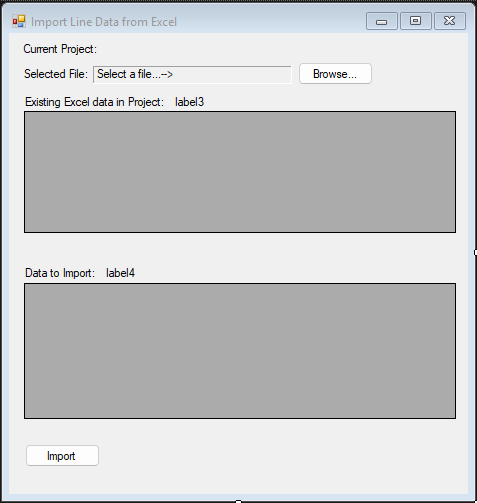 Import Line Data from Excel
Current Project:
Selected File: Select a file...--> Browse...
Existing Excel data in Project: label3
Data to Import: label4
Import